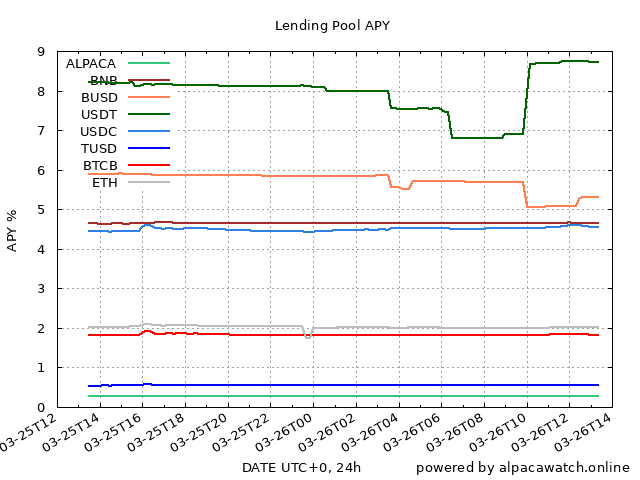 Lending Pool APY
ALPACA
BNB
BUSD
USDT
USDC
TUSD
BTCB
ETH
APY %
9
8
7
6
5
4
3
2
1
0
03-25T12
03-25T14
03-25T16
03-25T18
03-25T20
03-25T22
03-26T00
03-26T02
03-26T04
03-26T06
03-26T08
03-26T10
03-26T12
03-26T14
DATE UTC+0, 24h
powered by alpacawatch.online